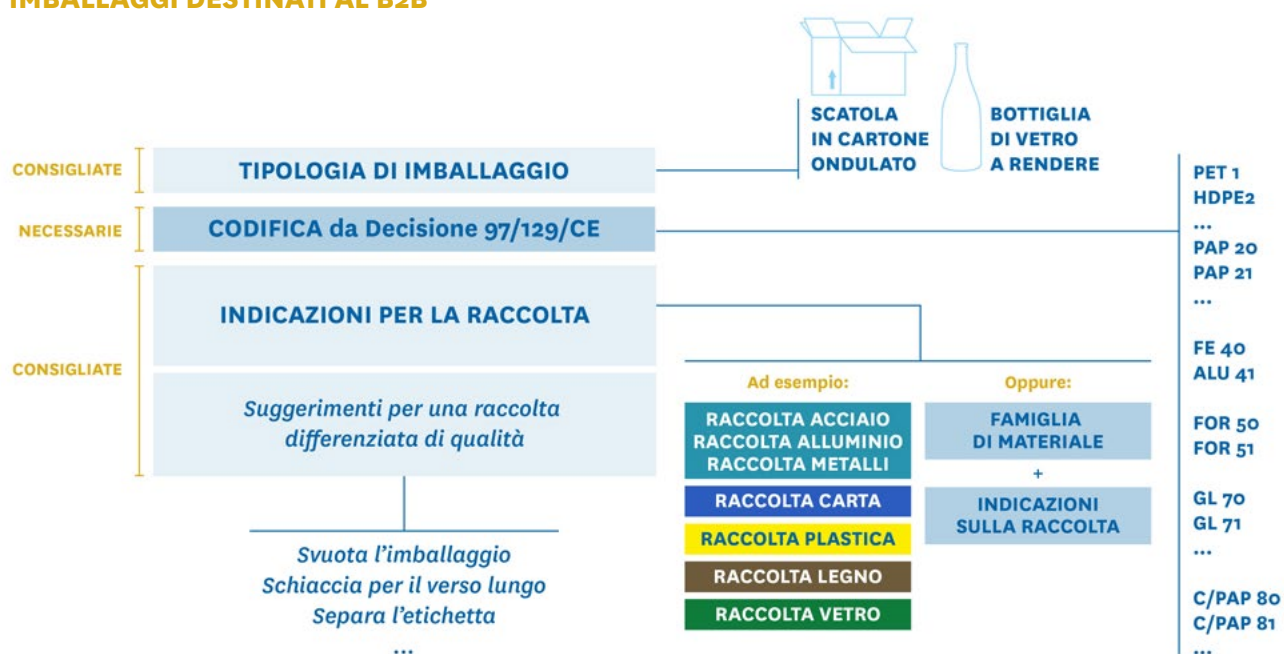 IMBALLAGGI DESTINATI AL B2B
SCATOLA
IN CARTONE
ONDULATO
BOTTIGLIA
DI VETRO
A RENDERE
CONSIGLIATE
TIPOLOGIA DI IMBALLAGGIO
NECESSARIE
CODIFICA da Decisione 97/129/CE
CONSIGLIATE
INDICAZIONI PER LA RACCOLTA
Suggerimenti per una raccolta
differenziata di qualità
Svuota l'imballaggio
Schiaccia per il verso lungo
Separa l'etichetta
...
Ad esempio:
RACCOLTA ACCIAIO
RACCOLTA ALLUMINIO
RACCOLTA METALLI
RACCOLTA CARTA
RACCOLTA PLASTICA
RACCOLTA LEGNO
RACCOLTA VETRO
Oppure:
FAMIGLIA
DI MATERIALE
+
INDICAZIONI
SULLA RACCOLTA
PET 1
HDPE2
...
PAP 20
PAP 21
...
FE 40
ALU 41
FOR 50
FOR 51
GL 70
GL 71
...
C/PAP 80
C/PAP 81
...